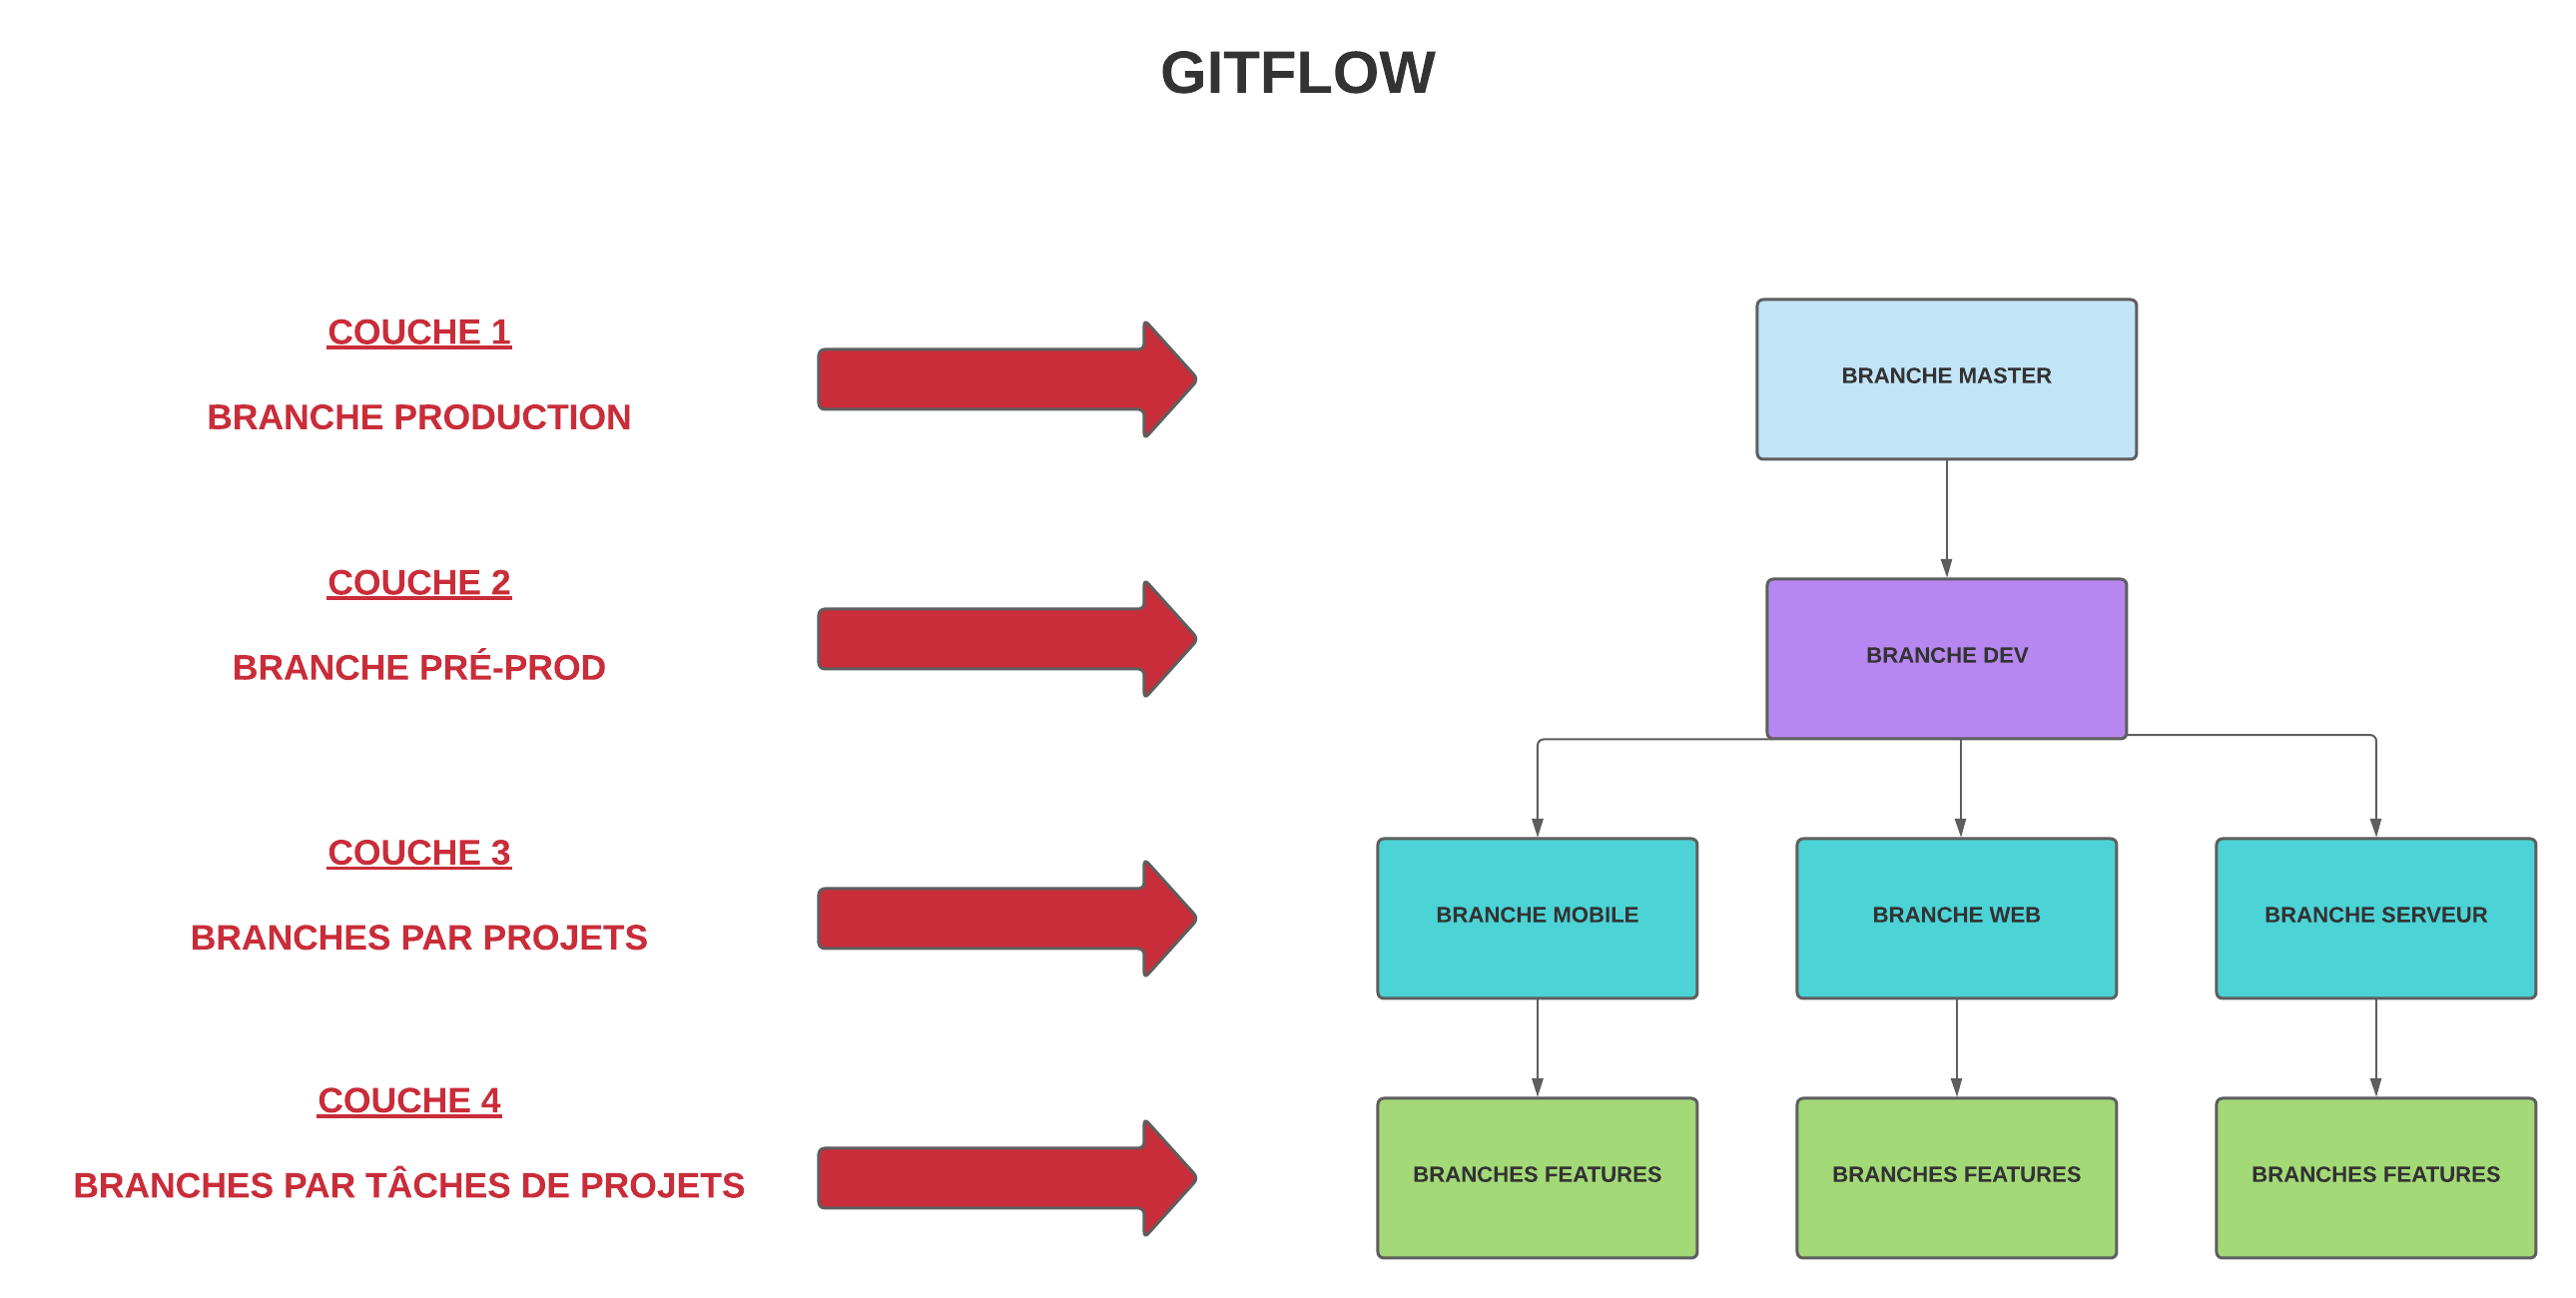 GITFLOW
COUCHE 1
BRANCHE PRODUCTION
BRANCHE MASTER
COUCHE 2
BRANCHE PRÉ-PROD
BRANCHE DEV
COUCHE 3
BRANCHES PAR PROJETS
BRANCHE MOBILE
BRANCHE WEB
BRANCHE SERVEUR
COUCHE 4
BRANCHES PAR TÂCHES DE PROJETS
BRANCHES FEATURES
BRANCHES FEATURES
BRANCHES FEATURES